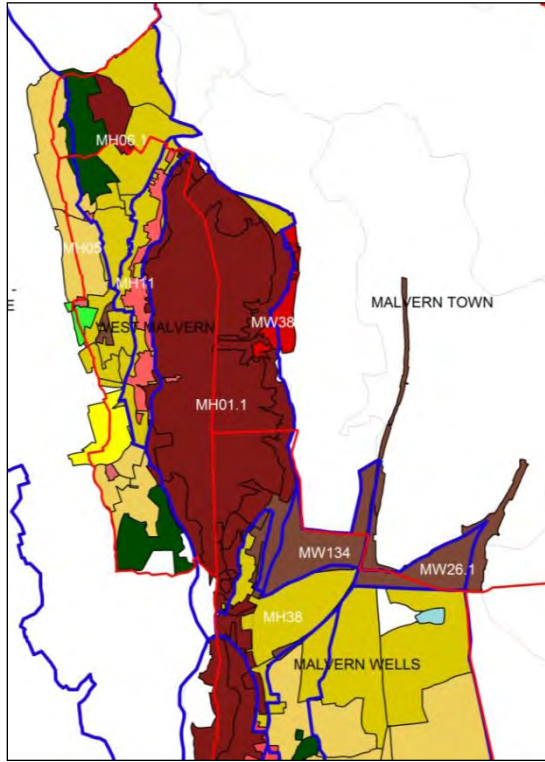 MH06.1
MH05
MH11
MALVERN TOWN
E
MW38
WEST MALVERN
MH01.1
MW134
MW26.1
MH38
MALVERN WELLS